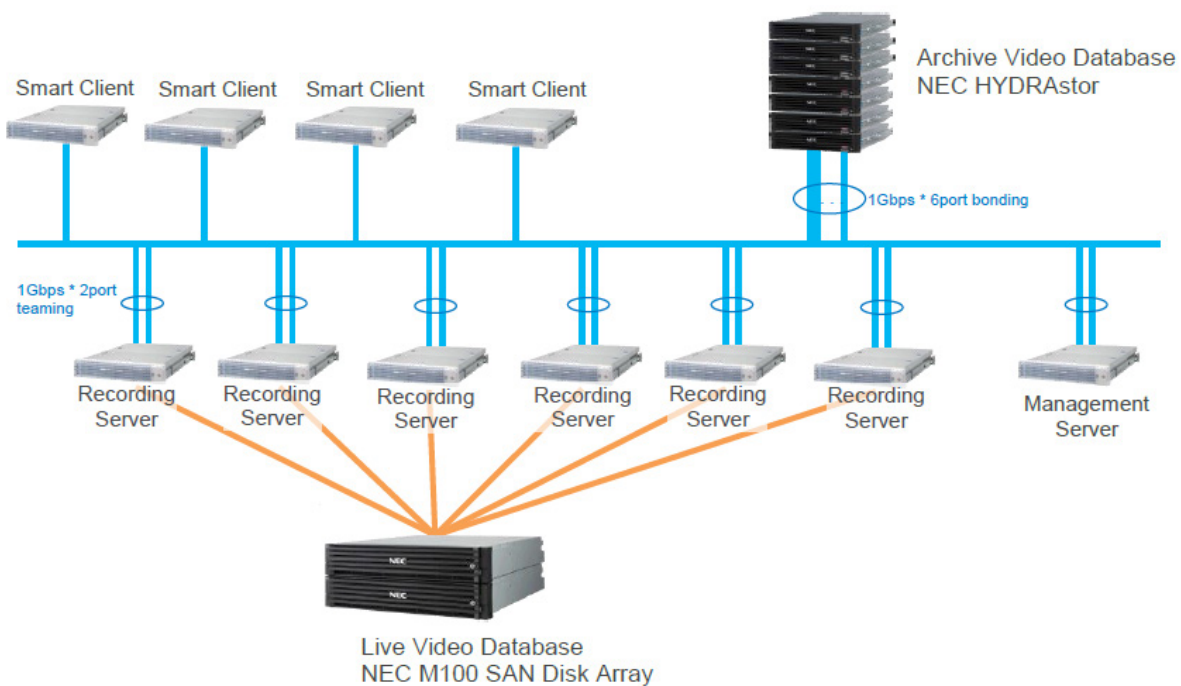 Smart Client
Smart Client
Smart Client
Smart Client
Archive Video Database
NEC HYDRAstor
1Gbps * 6port bonding
1Gbps * 2port
teaming
Recording
Server
Recording
Server
Recording
Server
Recording
Server
Recording
Server
Recording
Server
Management
Server
NEC
NEC
Live Video Database
NEC M100 SAN Disk Array